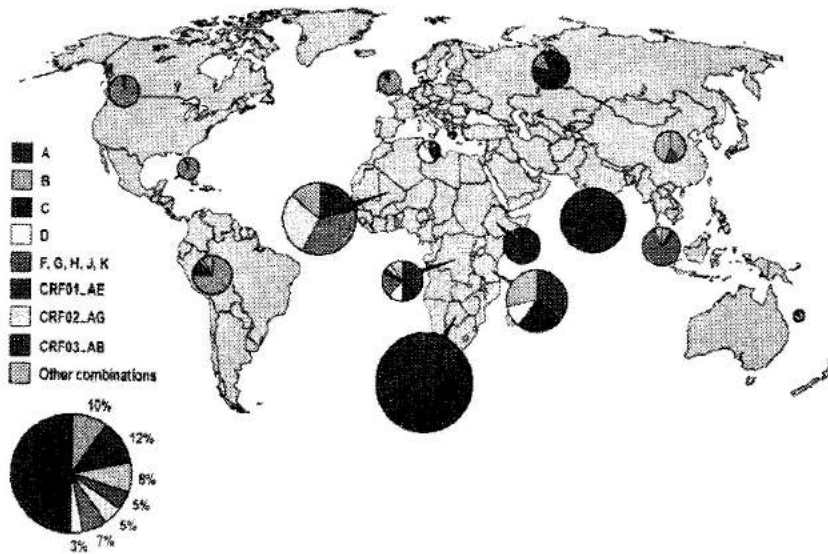 A
B
C
D
F, G, H, J, K
CRF01_AE
CRF02_AG
CRF03_AB
Other combinations
10%
12%
8%
5%
5%
7%
3%